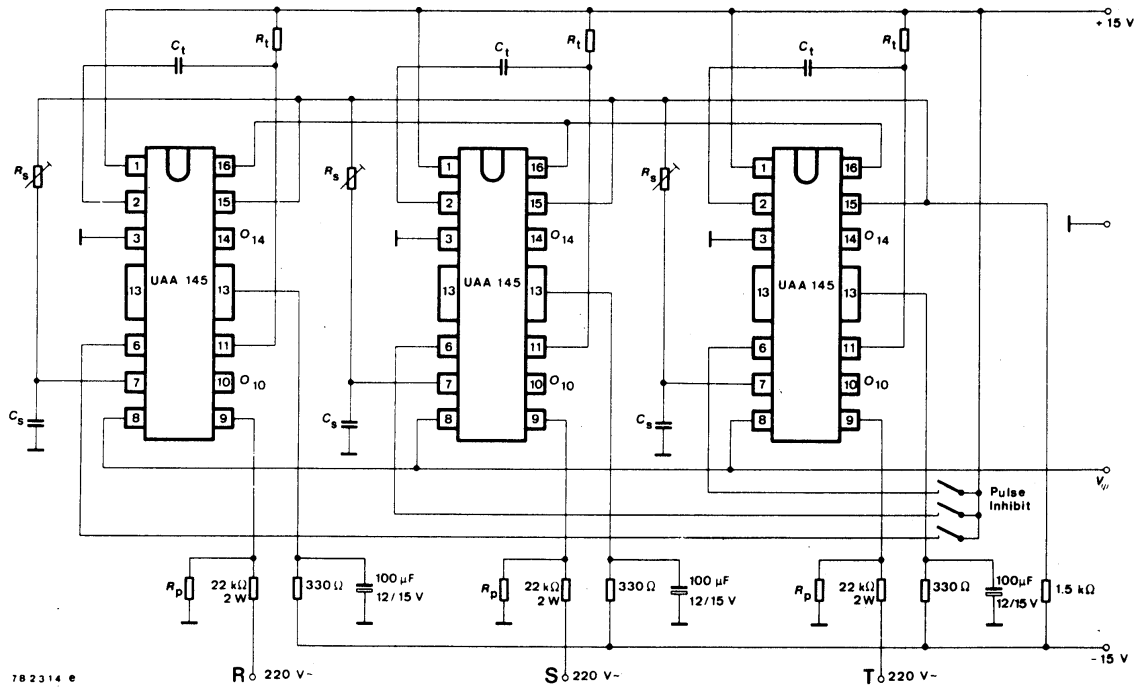 + 15 V
Rt
Ct
Rt
Ct
Rt
Ct
Rs
Rs
Rs
1
16
2
15
3
14
O14
13
UAA 145
13
6
11
7
10
O10
8
9
Cs
1
16
2
15
3
14
O14
13
UAA 145
13
6
11
7
10
O10
8
9
Cs
1
16
2
15
3
14
O14
13
UAA 145
13
6
11
7
10
O10
8
9
Cs
Pulse
Inhibit
Rp
22 kΩ
2 W
330 Ω
100 µF
12/15 V
Rp
22 kΩ
2 W
330 Ω
100 µF
12/15 V
Rp
22 kΩ
2W
330 Ω
100µF
12/15 V
1.5 kΩ
- 15 V
R 220 V~
S 220 V~
T 220 V~
782314 e